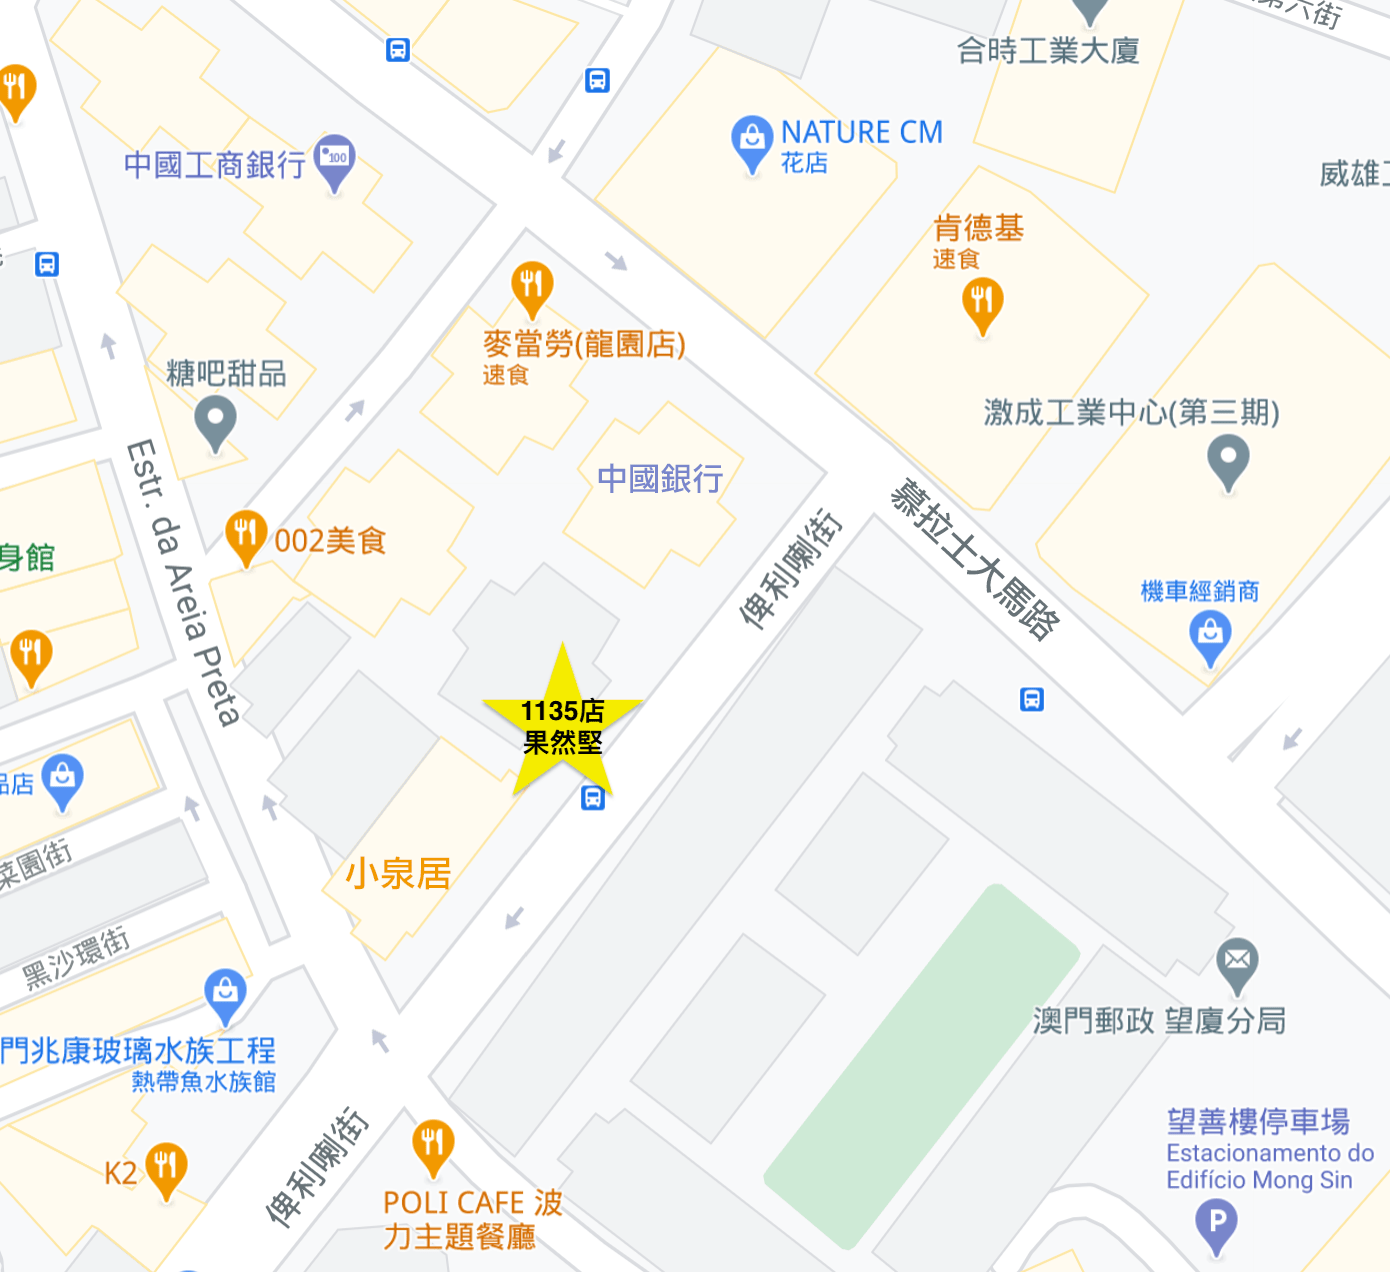 第六街
合時工業大廈
NATURE CM
花店
中國工商銀行
100
威雄工
肯德基
速食
麥當勞(龍園店)
速食
糖吧甜品
激成工業中心(第三期)
Estr. da Areia Preta
中國銀行
慕拉士大馬路
俾利喇街
002美食
身館
機車經銷商
1135店
果然堅
品店
小泉居
菜園街
黑沙環街
澳門郵政 望廈分局
門兆康玻璃水族工程
熱帶魚水族館
望善樓停車場
Estacionamento do
Edifício Mong Sin
P
K2
俾利喇街
POLI CAFE 波
力主題餐廳